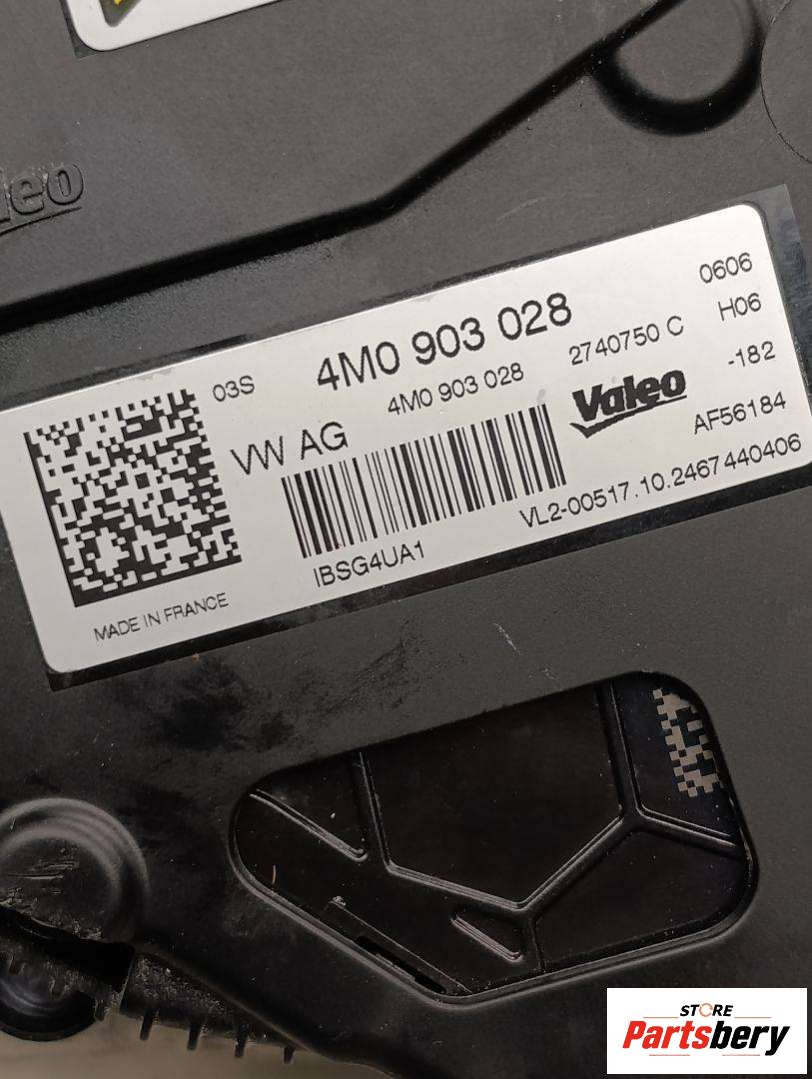 03S
4M0 903 028
0606
4M0 903 028
2740750 C
H06
VW AG
Valeo
-182
AF56184
IBSG4UA1
VL2-00517.10.2467440406
MADE IN FRANCE
STORE
Partsbery